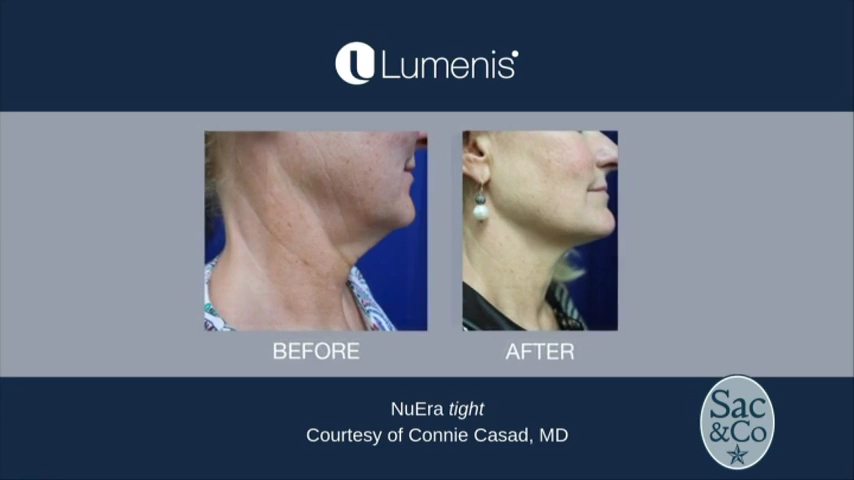 Lumenis
BEFORE
AFTER
NuEra tight
Courtesy of Connie Casad, MD
Sac
&Co